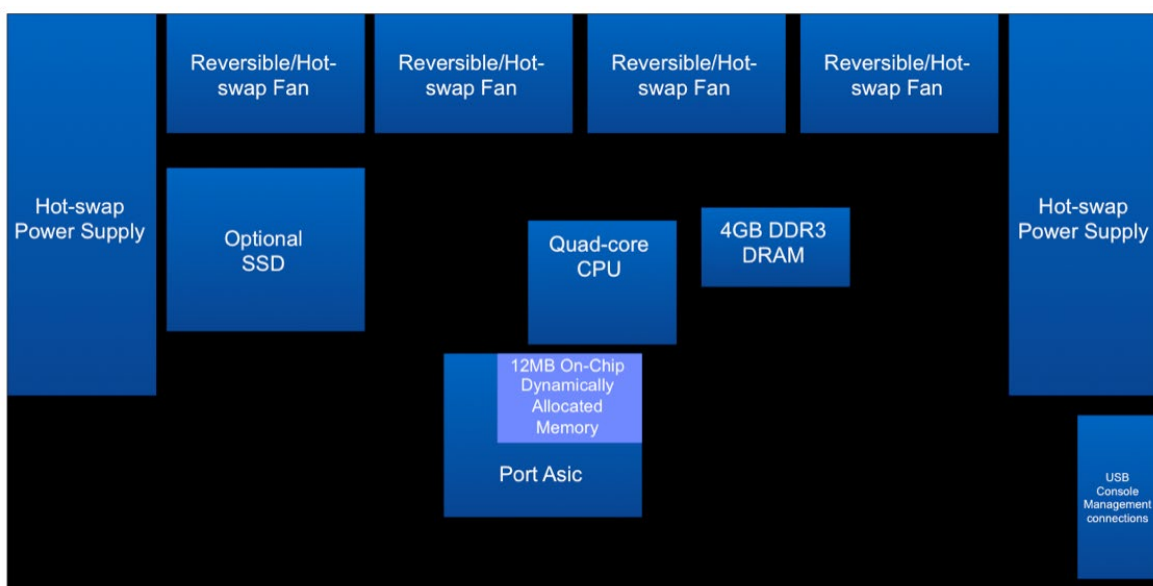 Reversible/Hot-
swap Fan
Reversible/Hot-
swap Fan
Reversible/Hot-
swap Fan
Reversible/Hot-
swap Fan
Hot-swap
Power Supply
Optional
SSD
Quad-core
CPU
4GB DDR3
DRAM
Hot-swap
Power Supply
12MB On-Chip
Dynamically
Allocated
Memory
Port Asic
USB
Console
Management
connections